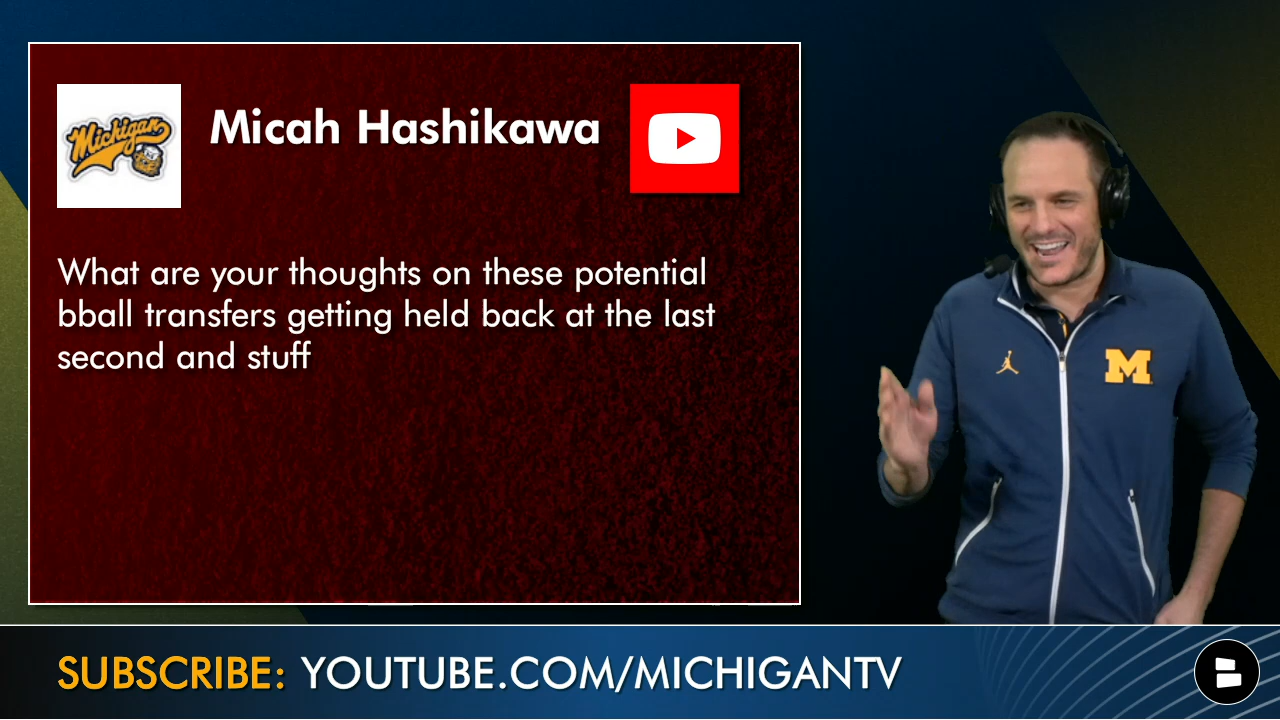 Michigan
Micah Hashikawa
What are your thoughts on these potential
bball transfers getting held back at the last
second and stuff
M
SUBSCRIBE: YOUTUBE.COM/MICHIGANTV